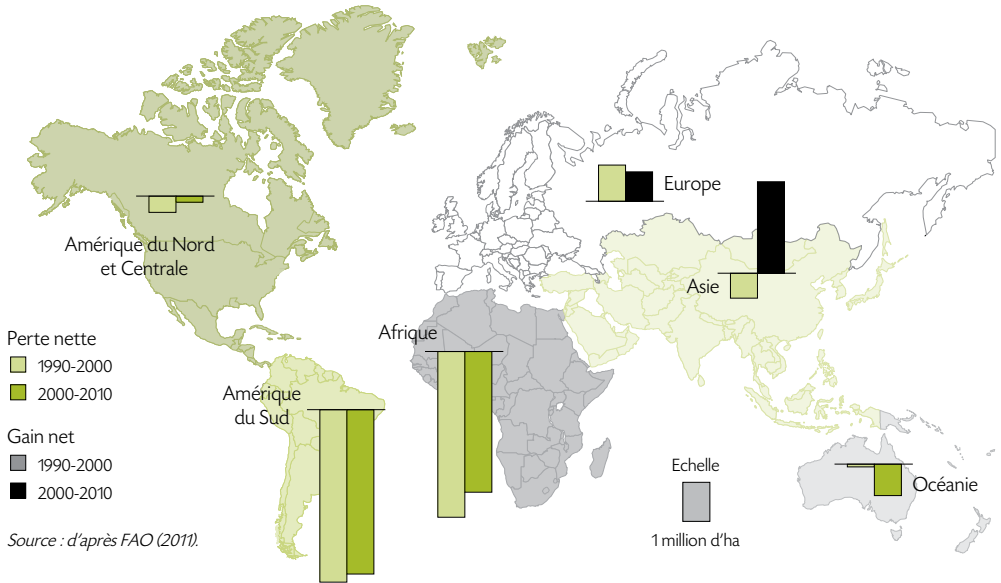 Amérique du Nord
et Centrale
Europe
Asie
Afrique
Amérique
du Sud
Océanie
Perte nette
1990-2000
2000-2010
Gain net
1990-2000
2000-2010
Source : d'après FAO (2011).
Echelle
1 million d'ha